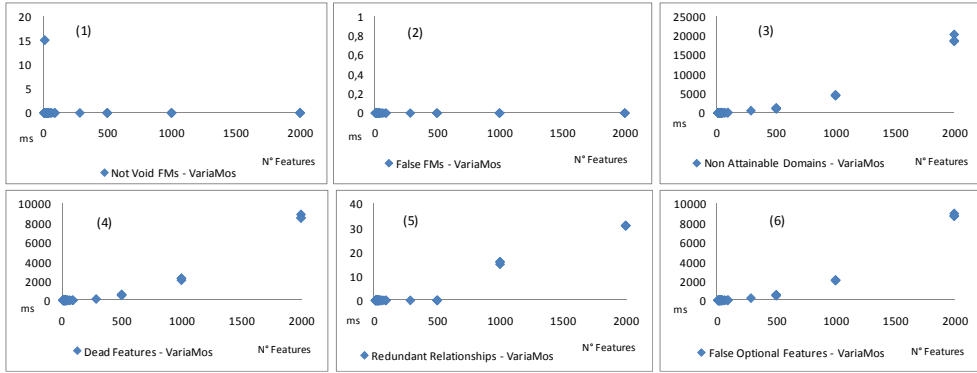 20
15
10
5
0
ms
(1)
0 500 1000 1500 2000
N° Features
Not Void FMs - VariaMos
1
0,8
0,6
0,4
0,2
0
ms
(2)
0 500 1000 1500 2000
N° Features
False FMs - VariaMos
25000
20000
15000
10000
5000
0
ms
(3)
0 500 1000 1500 2000
N° Features
Non Attainable Domains - VariaMos
10000
8000
6000
4000
2000
0
ms
(4)
0 500 1000 1500 2000
N° Features
Dead Features - VariaMos
40
30
20
10
0
ms
(5)
0 500 1000 1500 2000
N° Features
Redundant Relationships - VariaMos
10000
8000
6000
4000
2000
0
ms
(6)
0 500 1000 1500 2000
N° Features
False Optional Features - VariaMos